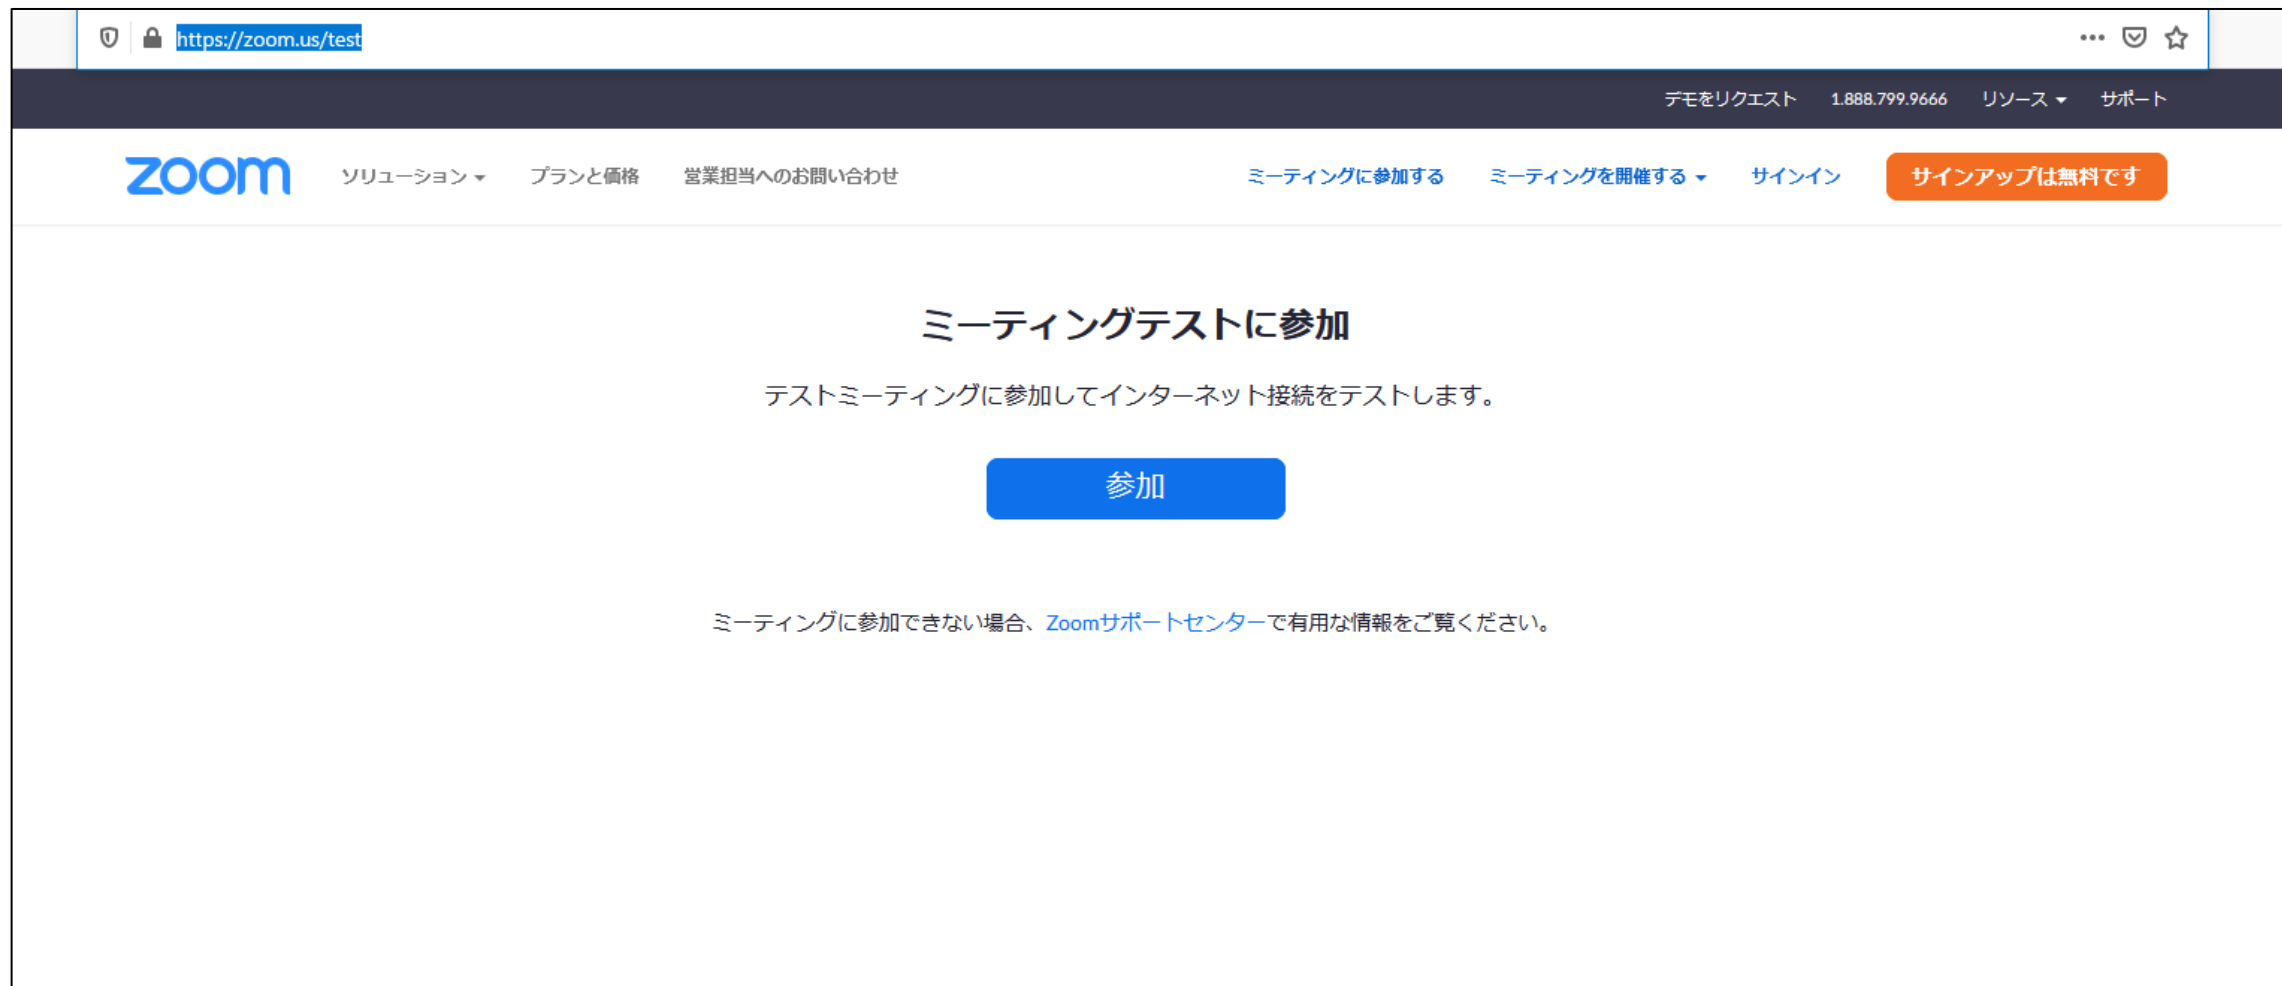 https://zoom.us/test
デモをリクエスト 1.888.799.9666 リソース サポート
zoom ソリューション プランと価格 営業担当へのお問い合わせ ミーティングに参加する ミーティングを開催する サインイン サインアップは無料です
ミーティングテストに参加
テストミーティングに参加してインターネット接続をテストします。
参加
ミーティングに参加できない場合、Zoomサポートセンターで有用な情報をご覧ください。